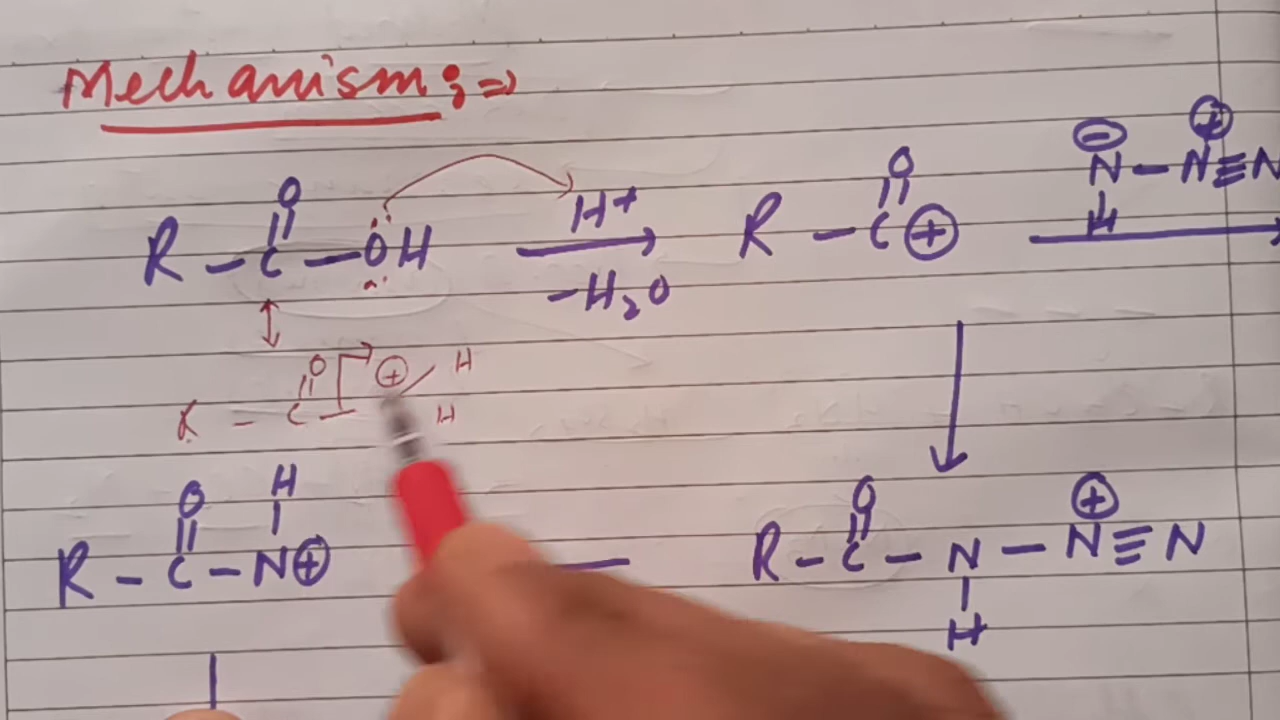 Mechanism :⇒
O
R - C - ÖH
H+
-H₂O
O
R - C ⊕
⊖ ⊕
N - N ≡ N
H
O ⊕ H
R - C - H
O H
R - C - N ⊕
O ⊕
R - C - N - N ≡ N
H